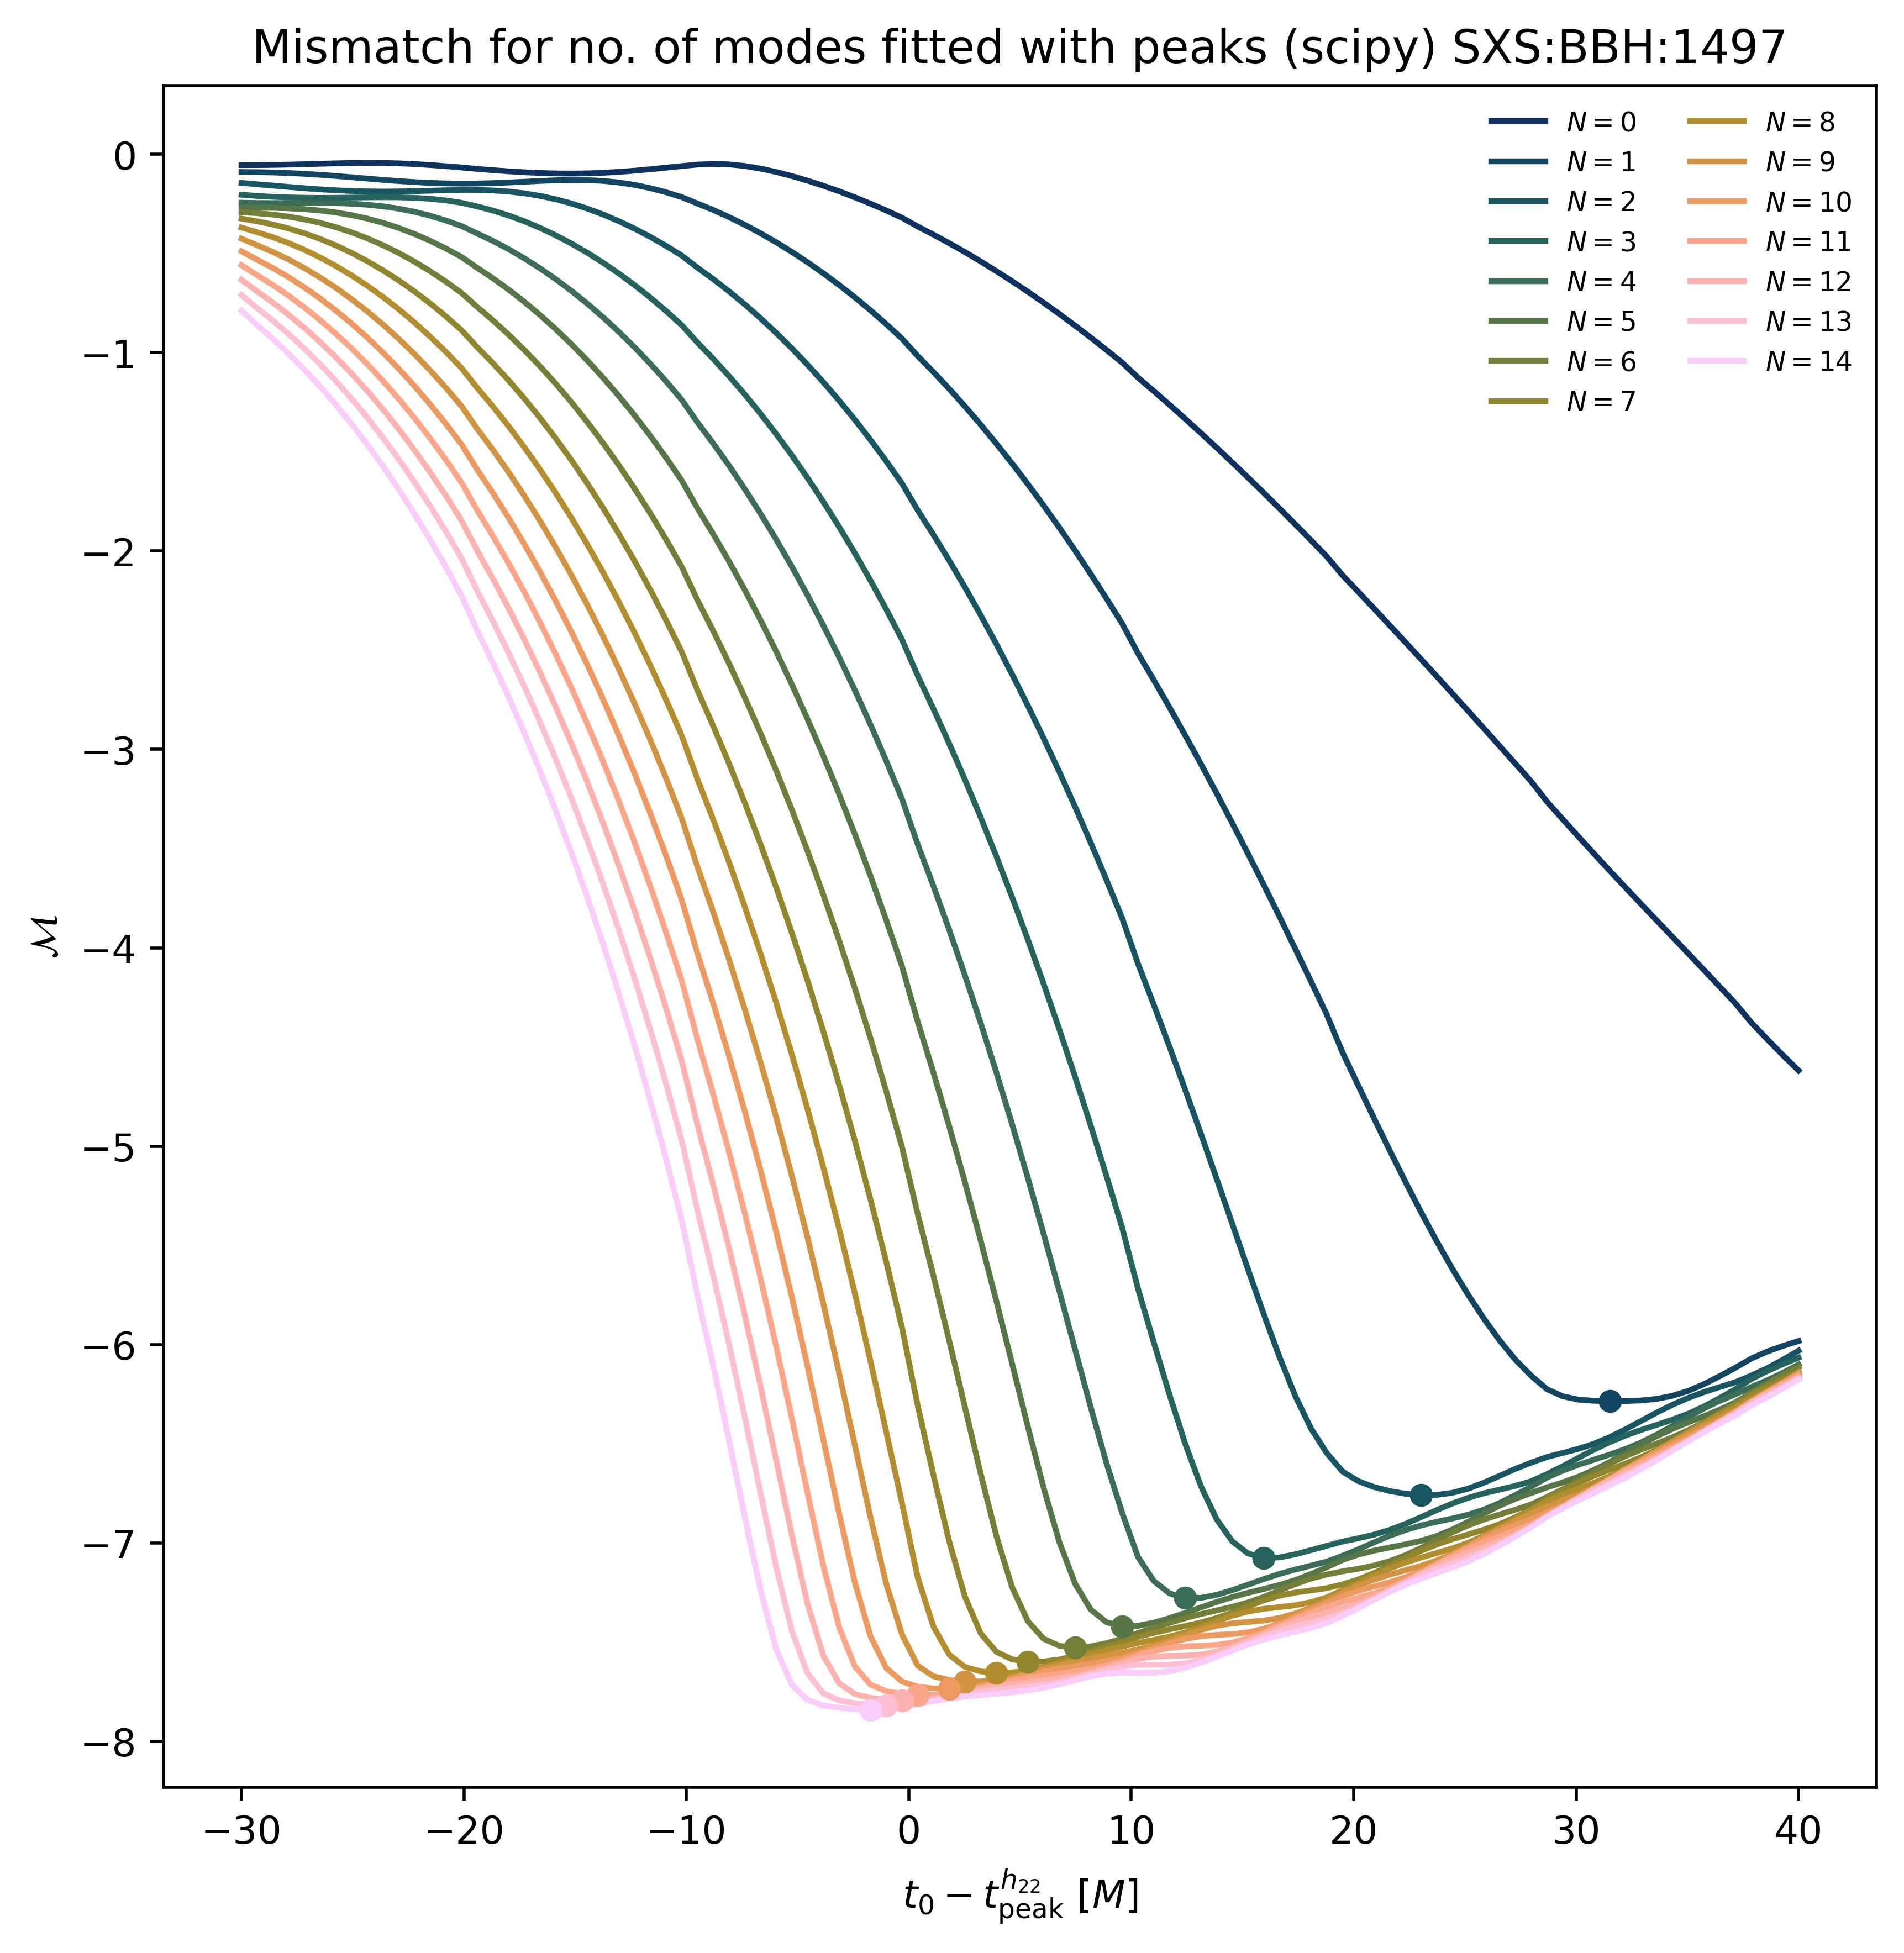 Mismatch for no. of modes fitted with peaks (scipy) SXS:BBH:1497
N = 0
N = 1
N = 2
N = 3
N = 4
N = 5
N = 6
N = 7
N = 8
N = 9
N = 10
N = 11
N = 12
N = 13
N = 14
0
−1
−2
−3
−4
−5
−6
−7
−8
ℳ
−30 −20 −10 0 10 20 30 40
t₀ − t_peak^h₂₂ [M]